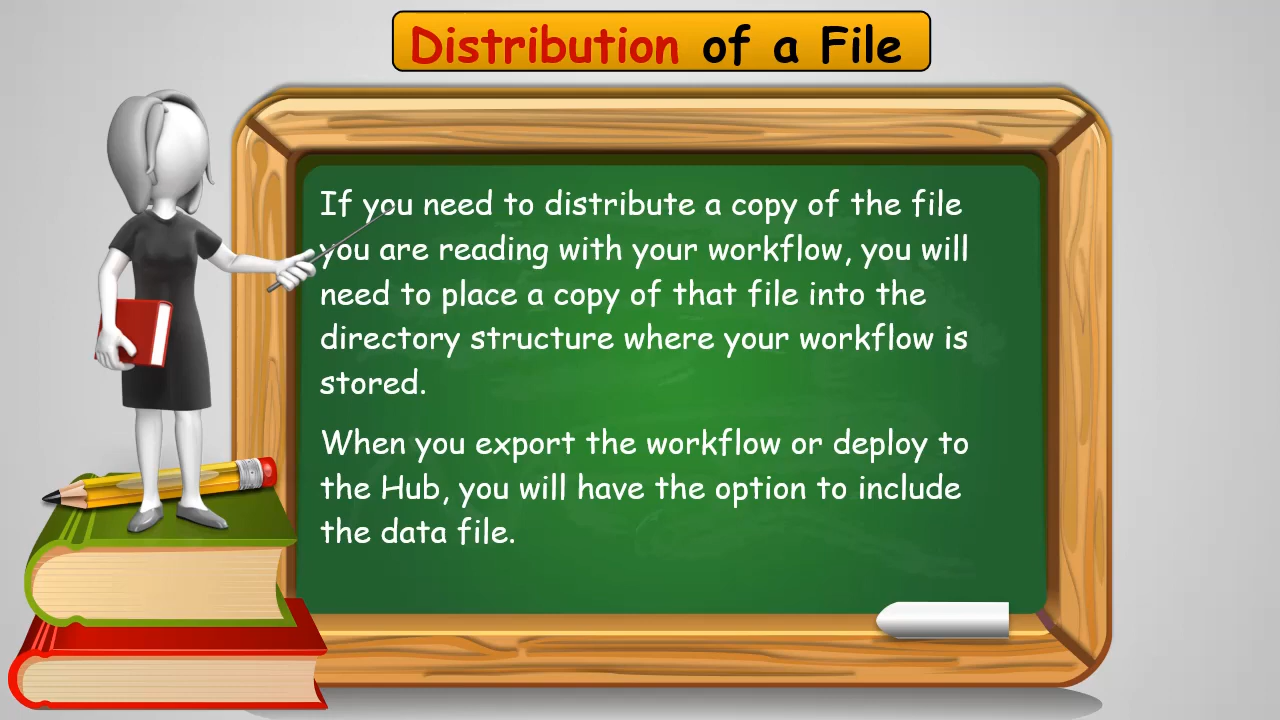 Distribution of a File
If you need to distribute a copy of the file
you are reading with your workflow, you will
need to place a copy of that file into the
directory structure where your workflow is
stored.
When you export the workflow or deploy to
the Hub, you will have the option to include
the data file.